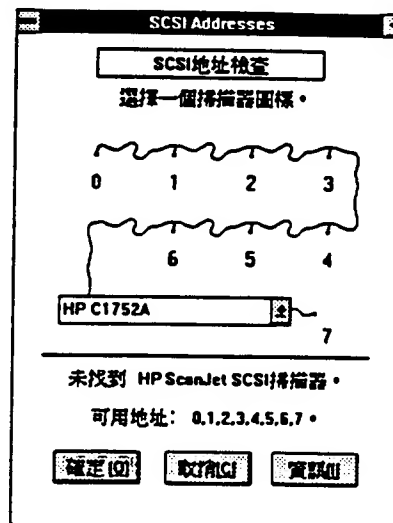 SCSI Addresses
SCSI地址檢查
選擇一個掃描器圖標。
0 1 2 3
6 5 4
HP C1752A
7
未找到 HP ScanJet SCSI掃描器。
可用地址: 0,1,2,3,4,5,6,7。
確定[O] 取消[C] 資訊[I]